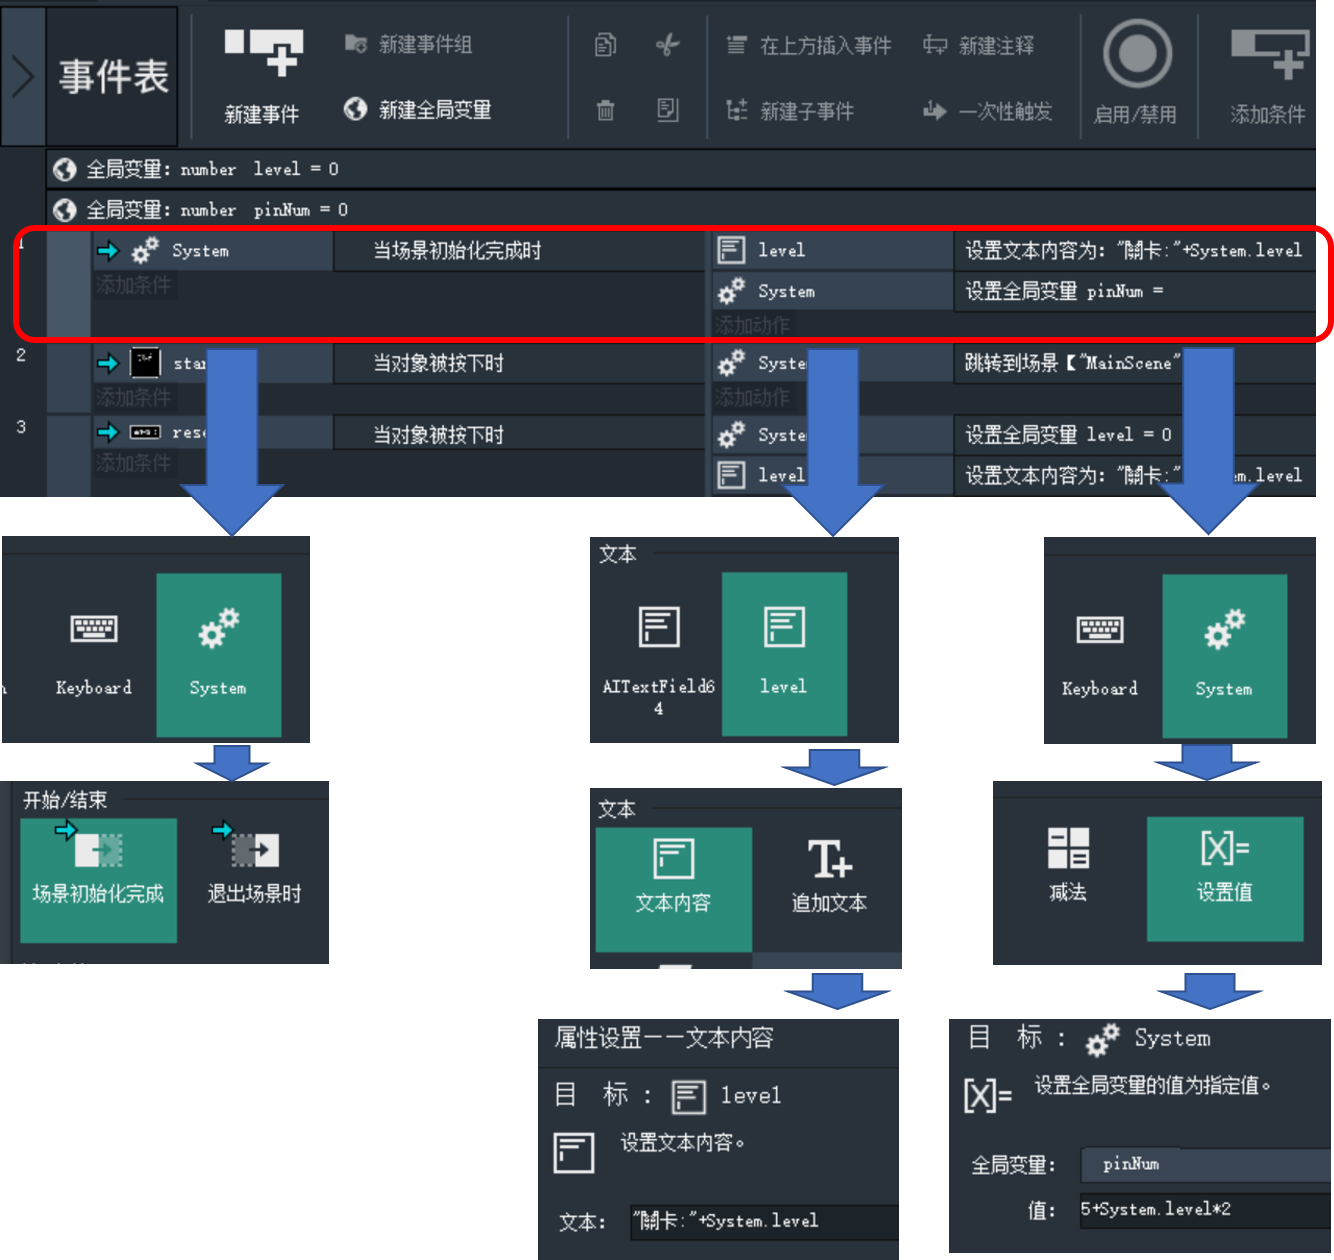 事件表
新建事件
新建事件组
新建全局变量
在上方插入事件
新建注释
新建子事件
一次性触发
启用/禁用
添加条件
全局变量: number level = 0
全局变量: number pinNum = 0
1
System
当场景初始化完成时
level
设置文本内容为: "關卡:"+System.level
添加条件
System
设置全局变量 pinNum =
添加动作
2
当对象被按下时
跳转到场景【"MainScene"
添加条件
添加动作
3
当对象被按下时
设置全局变量 level = 0
添加条件
level
设置文本内容为: "關卡:"
.level
Keyboard
System
文本
AITextField64
level
Keyboard
System
开始/结束
场景初始化完成
退出场景时
文本
文本内容
追加文本
减法
设置值
属性设置——文本内容
目 标: level
设置文本内容。
文本: "關卡:"+System.level
目 标: System
设置全局变量的值为指定值。
全局变量: pinNum
值: 5+System.level*2